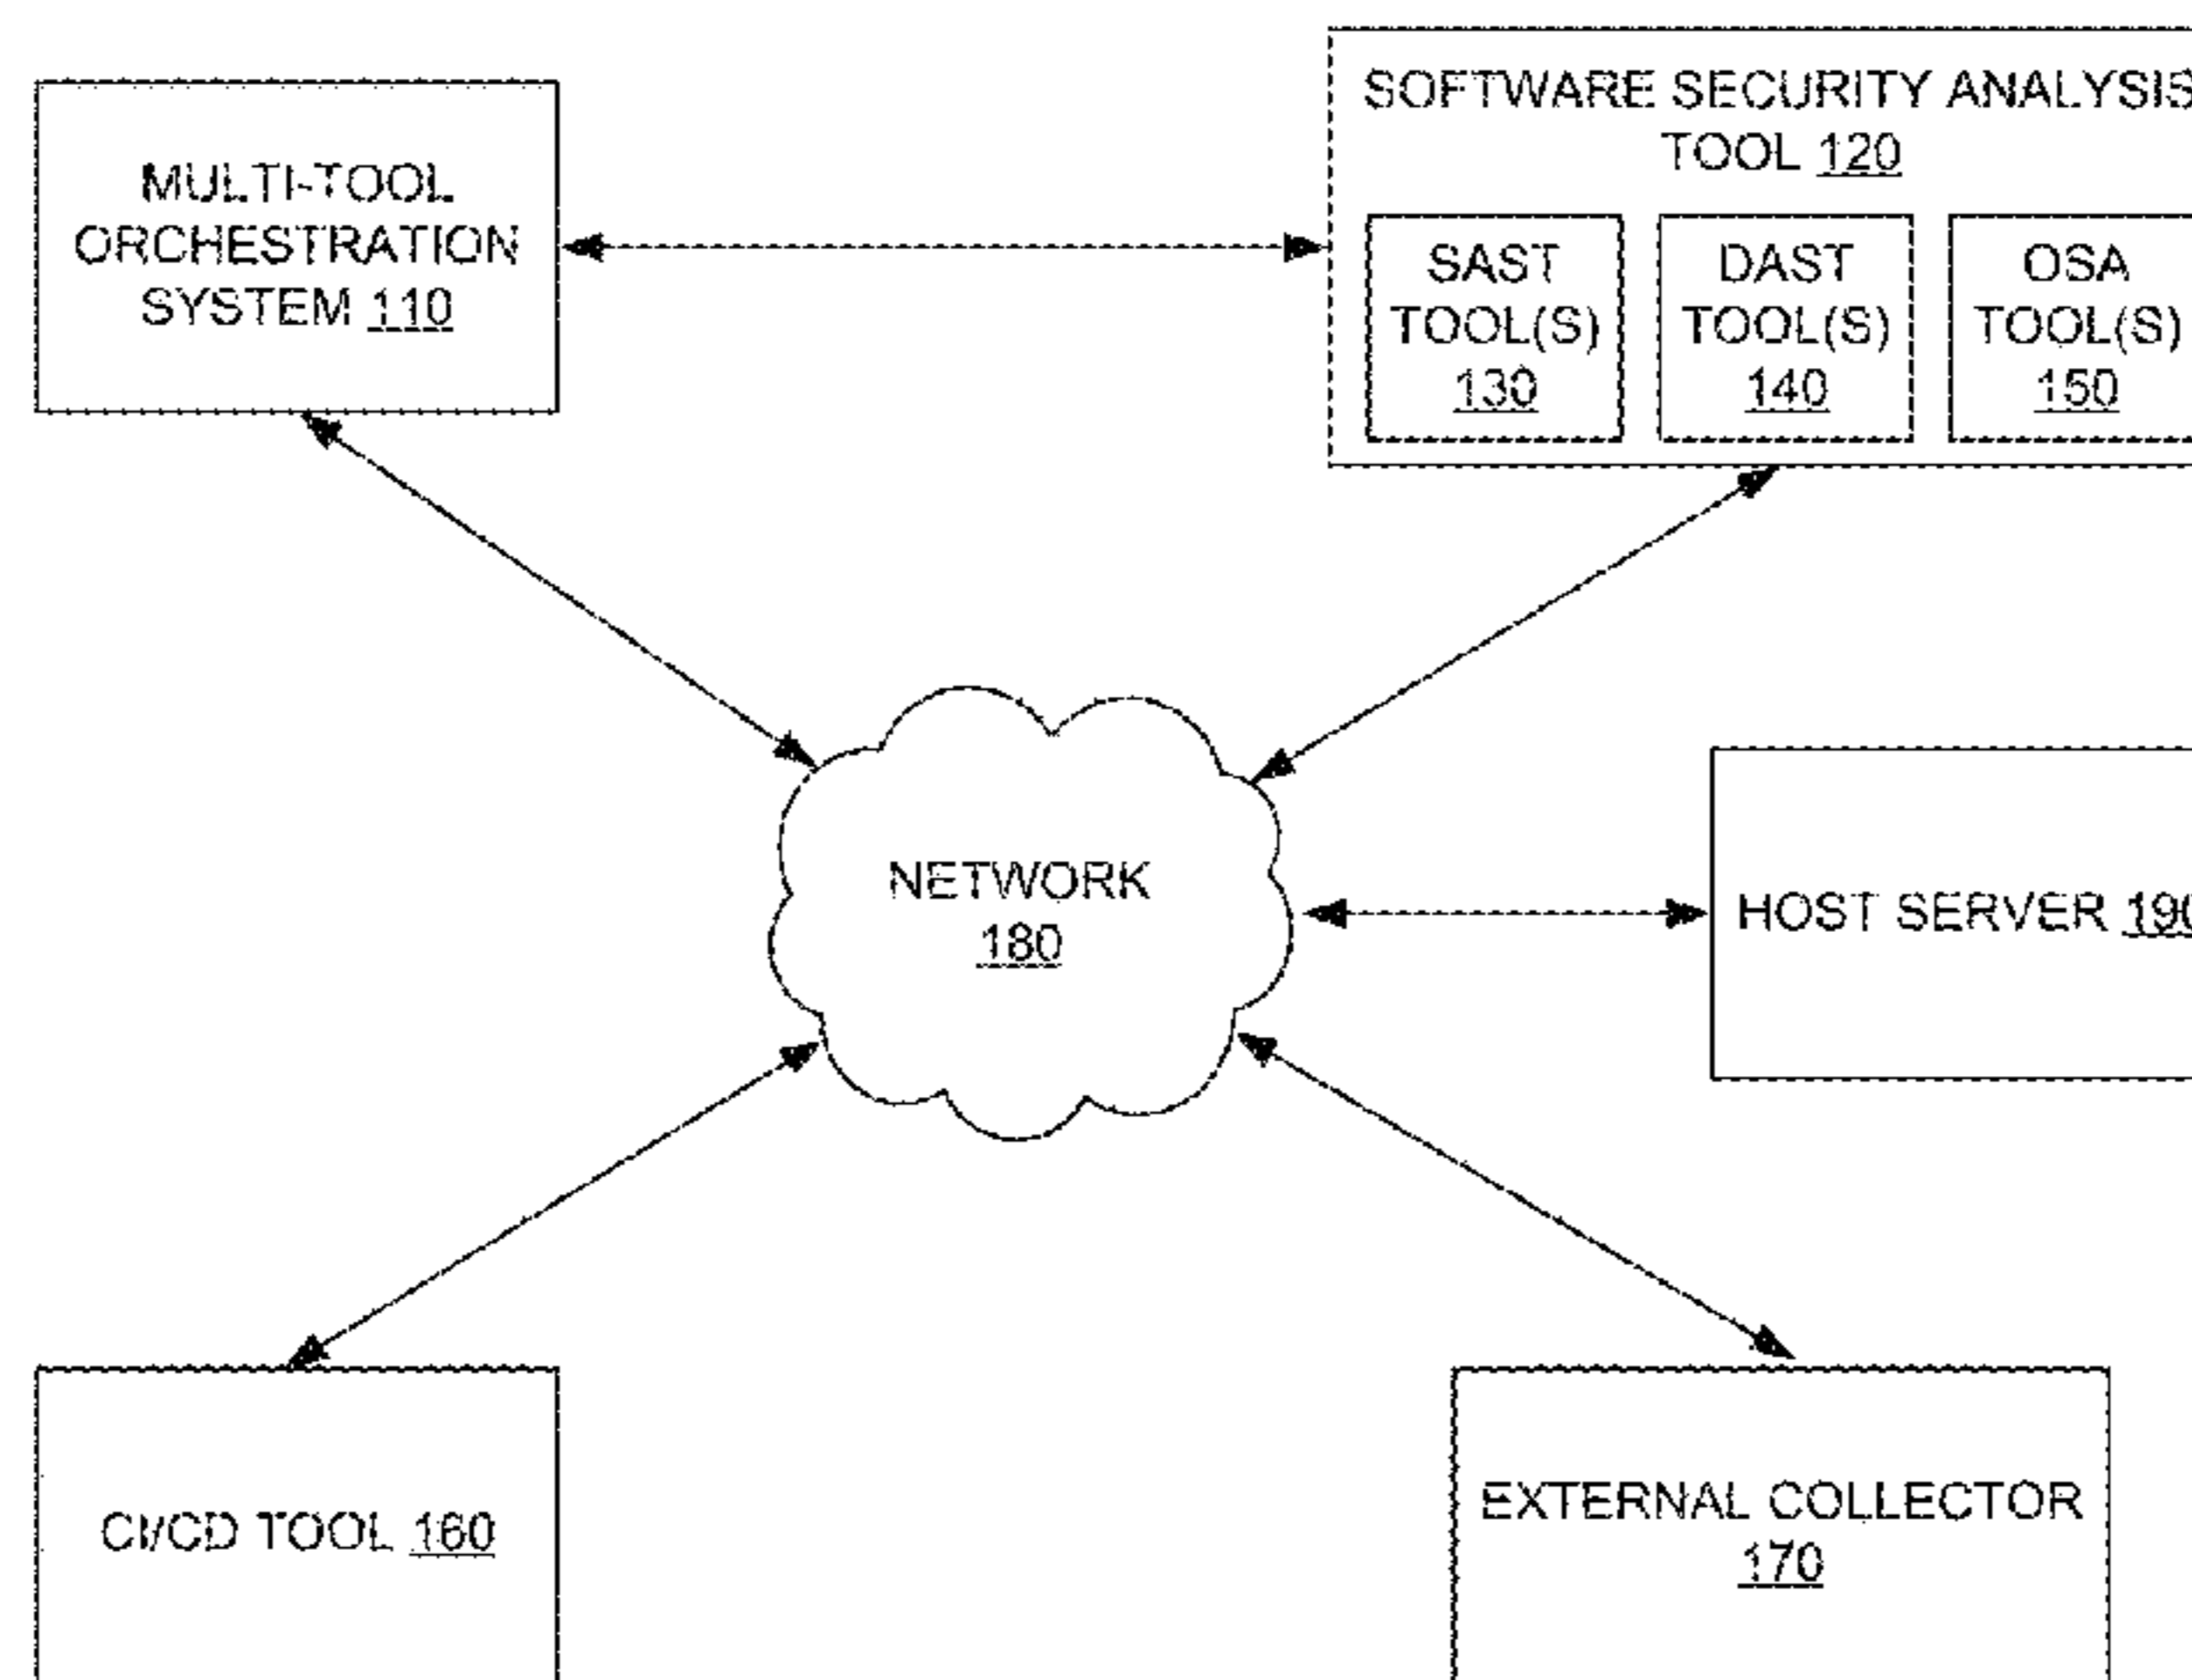 MULTI-TOOL
ORCHESTRATION
SYSTEM 110
SOFTWARE SECURITY ANALYSIS
TOOL 120
SAST
TOOL(S)
130
DAST
TOOL(S)
140
OSA
TOOL(S)
150
NETWORK
180
HOST SERVER 190
CI/CD TOOL 160
EXTERNAL COLLECTOR
170